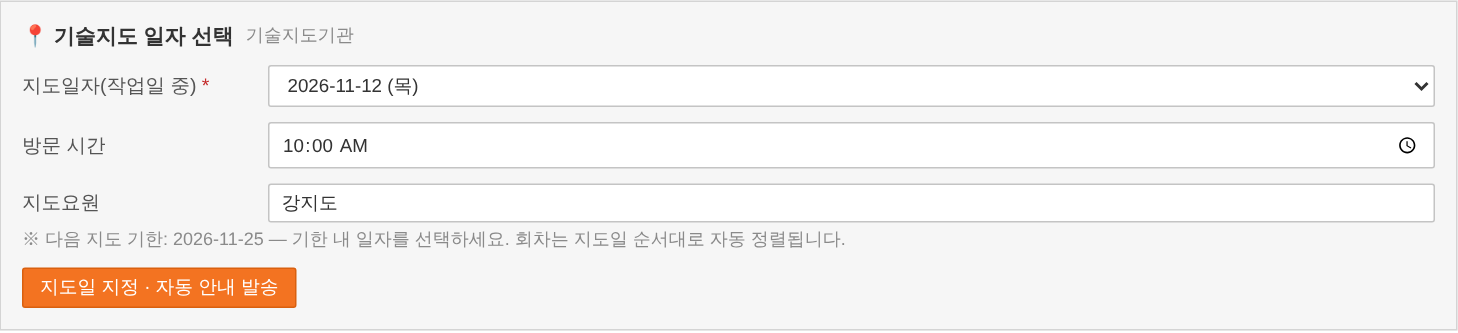 📍 기술지도 일자 선택 기술지도기관
지도일자(작업일 중) * 2026-11-12 (목)
방문 시간 10:00 AM
지도요원 강지도
※ 다음 지도 기한: 2026-11-25 — 기한 내 일자를 선택하세요. 회차는 지도일 순서대로 자동 정렬됩니다.
지도일 지정 · 자동 안내 발송